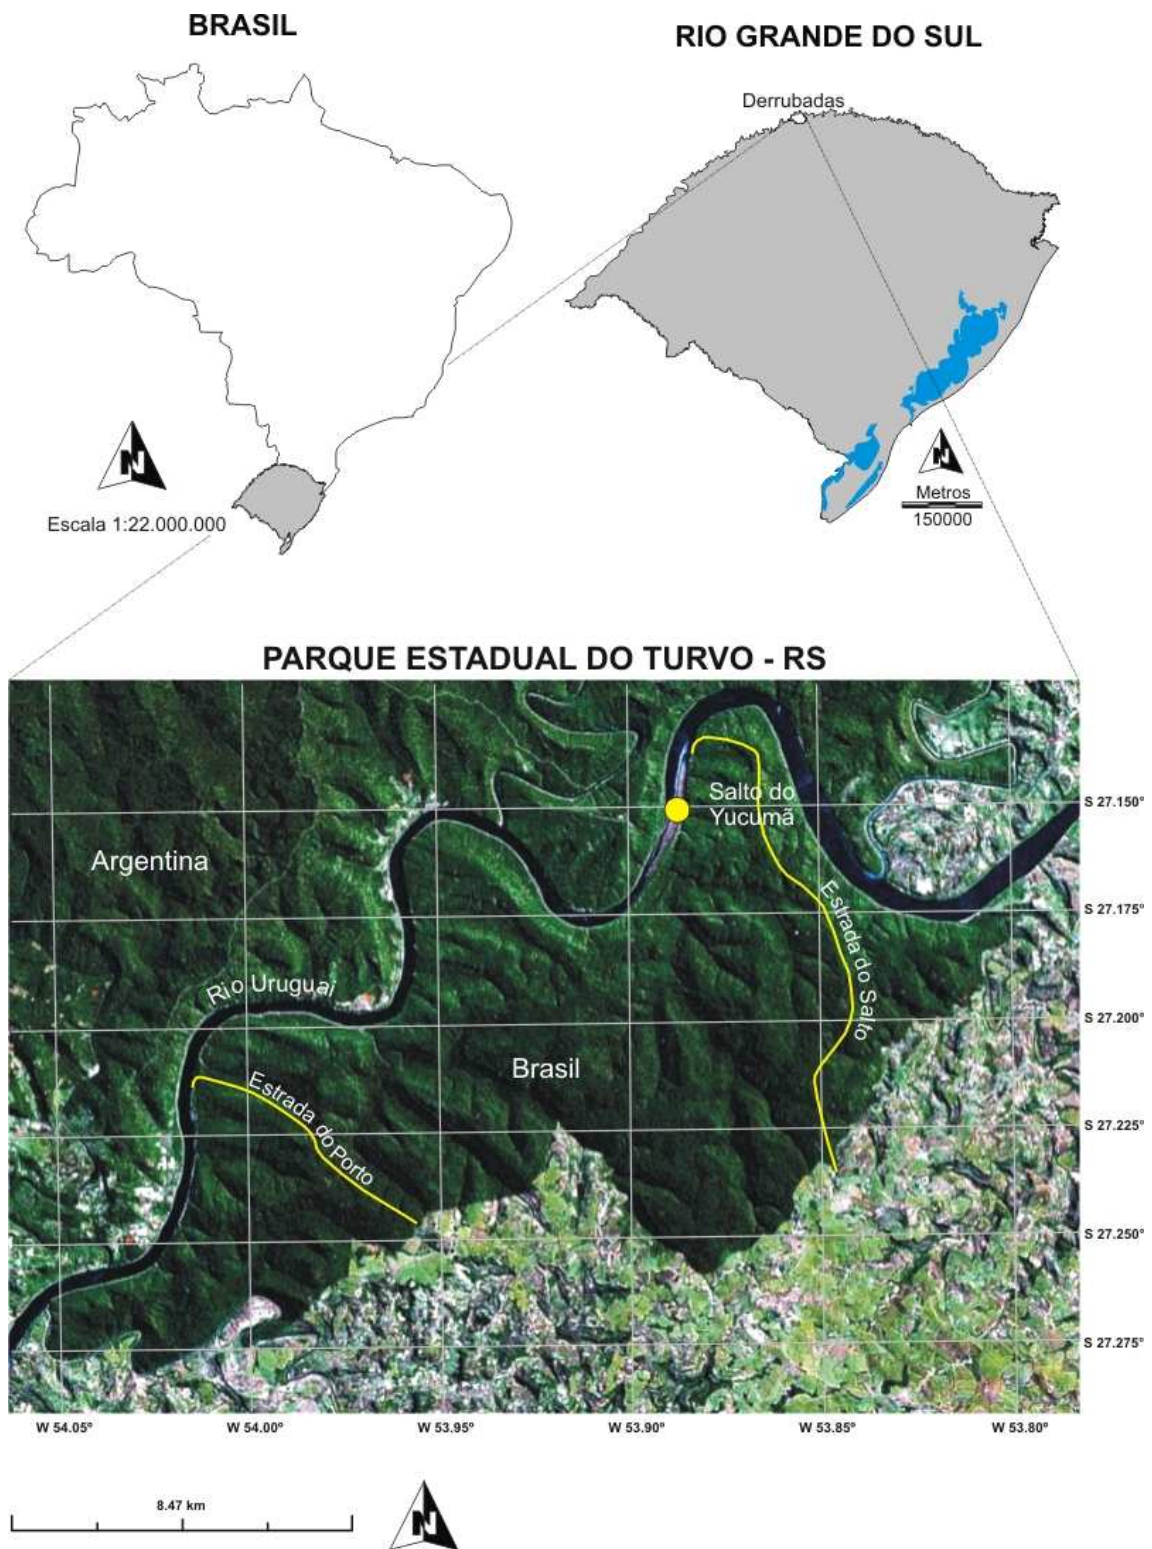 BRASIL
RIO GRANDE DO SUL
Derrubadas
N
Escala 1:22.000.000
N
Metros
150000
PARQUE ESTADUAL DO TURVO - RS
Salto do
Yucumã
S 27.150°
Argentina
Estrada do Salto
S 27.175°
Rio Uruguai
S 27.200°
Brasil
Estrada do Porto
S 27.225°
S 27.250°
S 27.275°
W 54.05°
W 54.00°
W 53.95°
W 53.90°
W 53.85°
W 53.80°
8.47 km
N